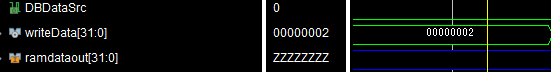 DBDataSrc 0
writeData[31:0] 00000002 00000002
ramdataout[31:0] ZZZZZZZZ